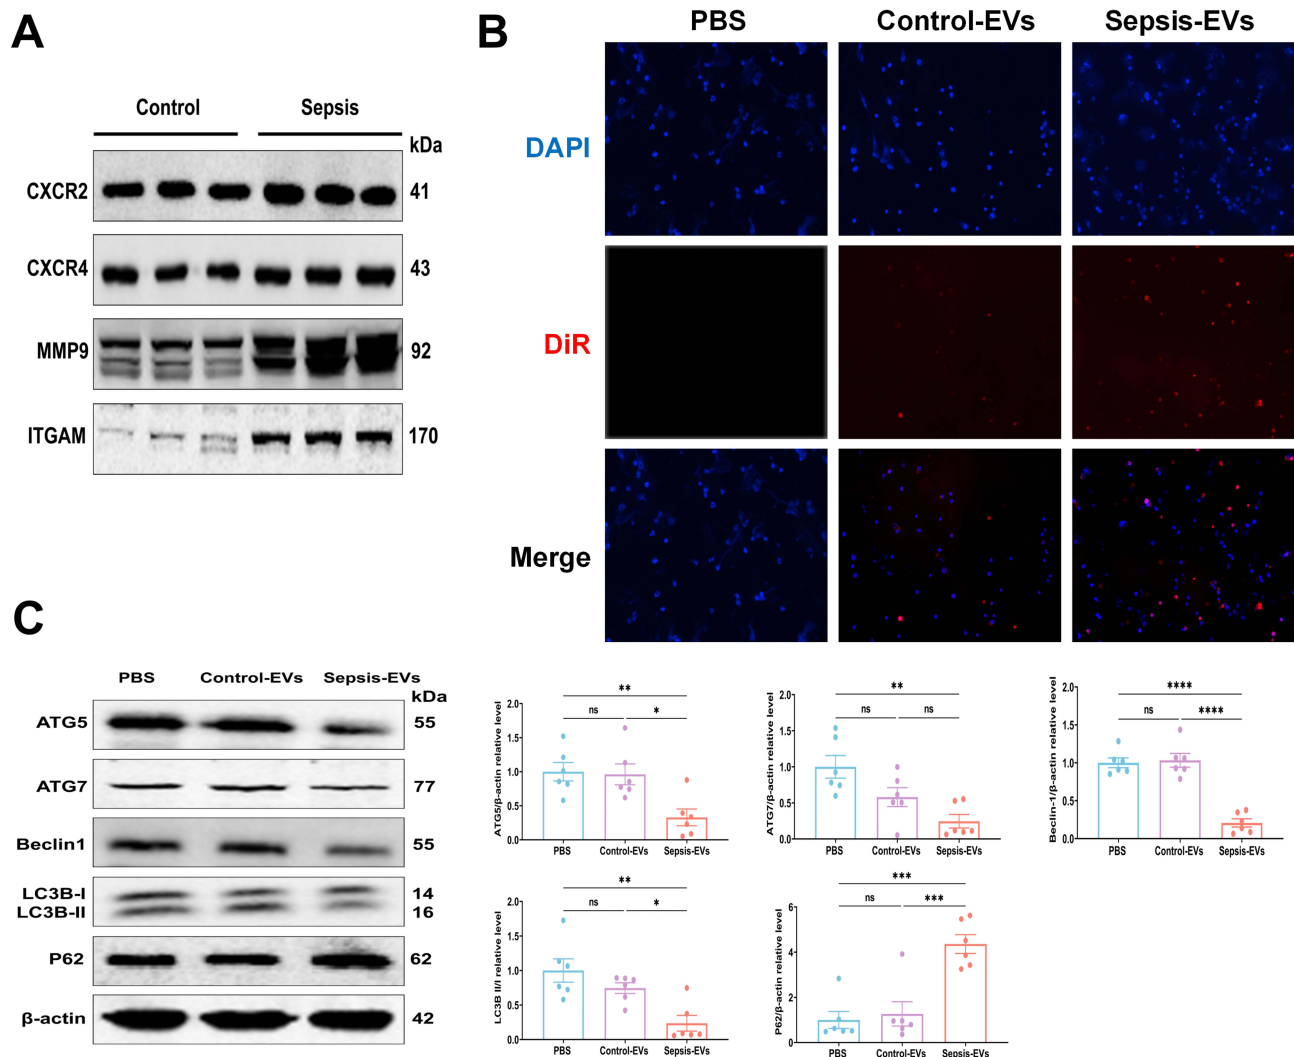 A
Control
Sepsis
kDa
CXCR2
41
CXCR4
43
MMP9
92
ITGAM
170
B
PBS
Control-EVs
Sepsis-EVs
DAPI
DiR
Merge
C
PBS
Control-EVs
Sepsis-EVs
kDa
ATG5
55
ATG7
77
Beclin1
55
LC3B-I
14
LC3B-II
16
P62
62
β-actin
42
ATG5/β-actin relative level
2.0
1.5
1.0
0.5
0.0
**
ns
*
PBS
Control-EVs
Sepsis-EVs
ATG7/β-actin relative level
2.0
1.5
1.0
0.5
0.0
**
ns
ns
PBS
Control-EVs
Sepsis-EVs
Beclin-1/β-actin relative level
2.0
1.5
1.0
0.5
0.0
****
ns
****
PBS
Control-EVs
Sepsis-EVs
LC3B II/I relative level
2.0
1.5
1.0
0.5
0.0
**
ns
*
PBS
Control-EVs
Sepsis-EVs
P62/β-actin relative level
6
4
2
0
***
ns
***
PBS
Control-EVs
Sepsis-EVs